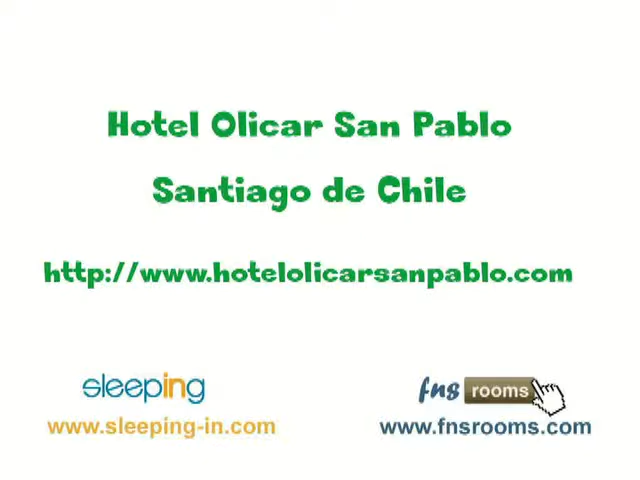 Hotel Olicar San Pablo
Santiago de Chile
http://www.hotelolicarsanpablo.com
sleeping
www.sleeping-in.com
fns rooms
www.fnsrooms.com